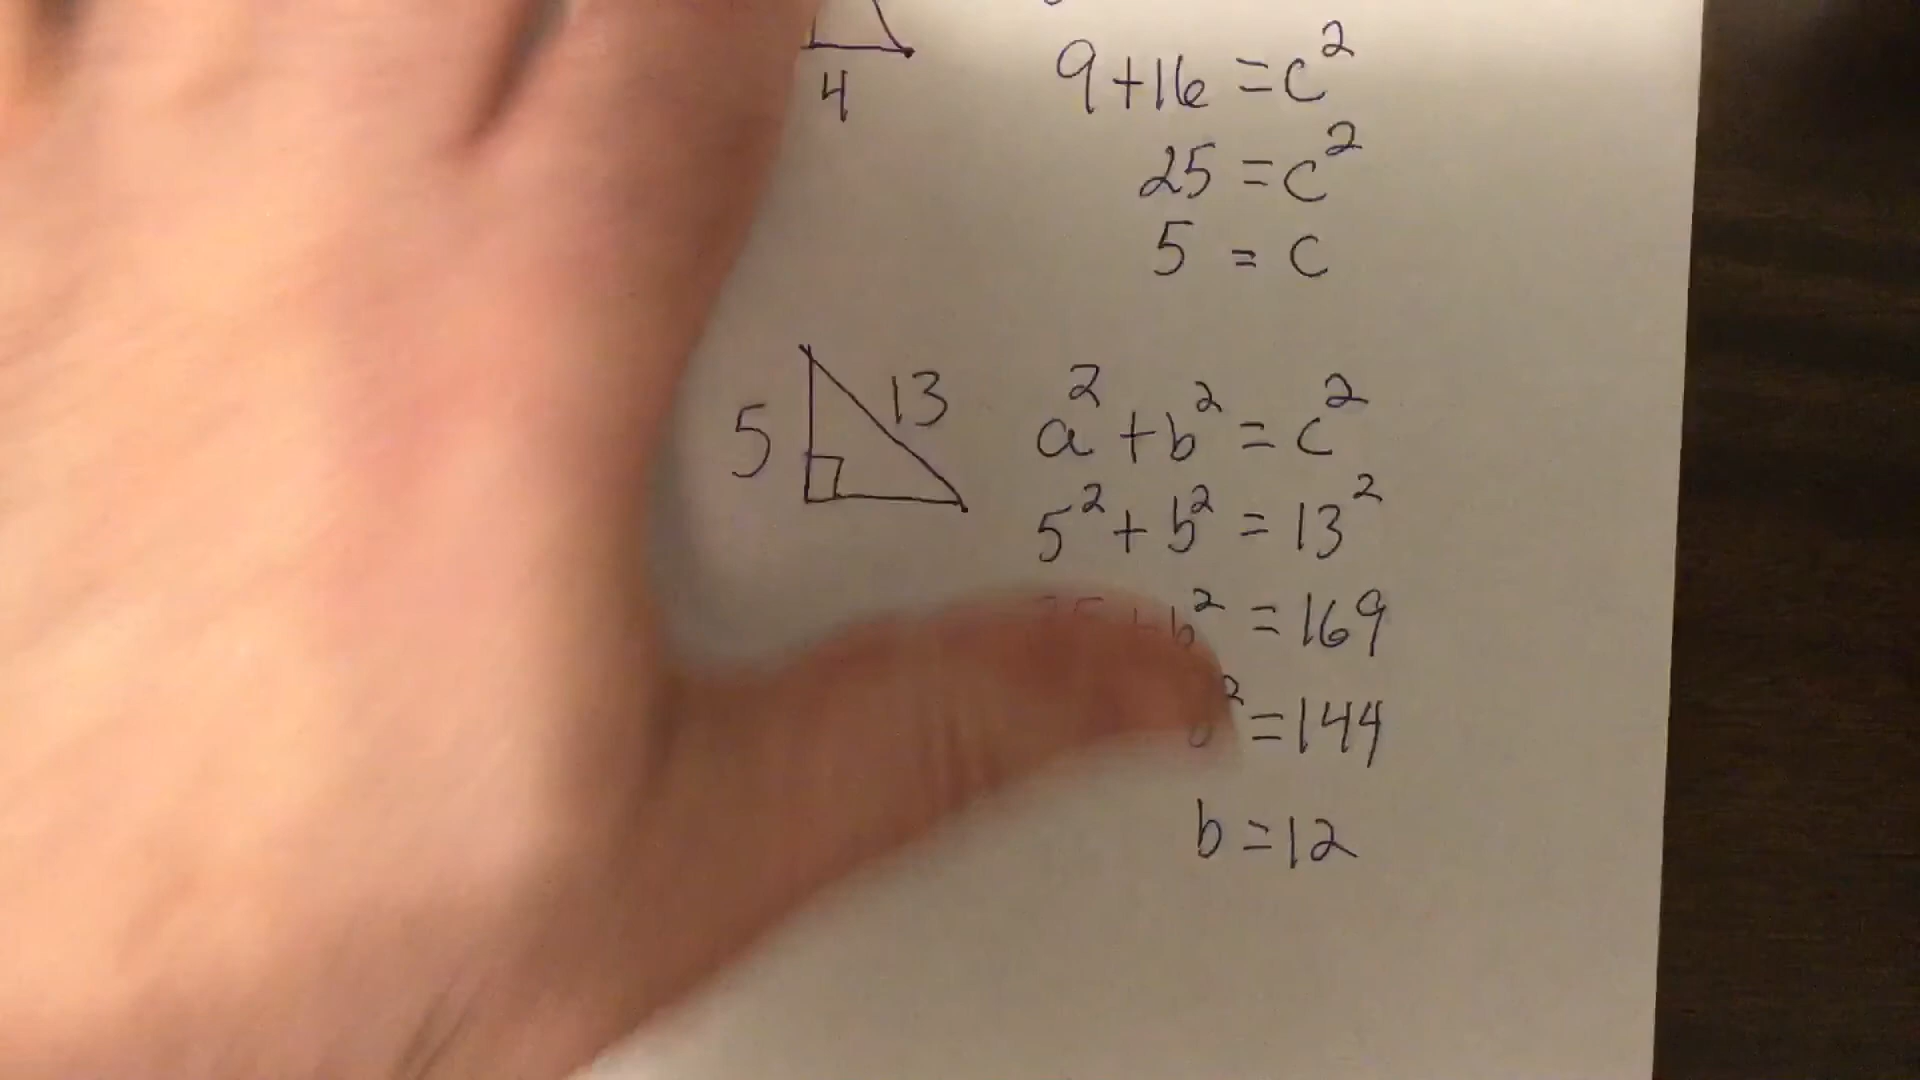 4
9+16 =c²
25 =c²
5 = c
5
13
a²+b² = c²
5²+b² = 13²
+b² = 169
² =144
b=12